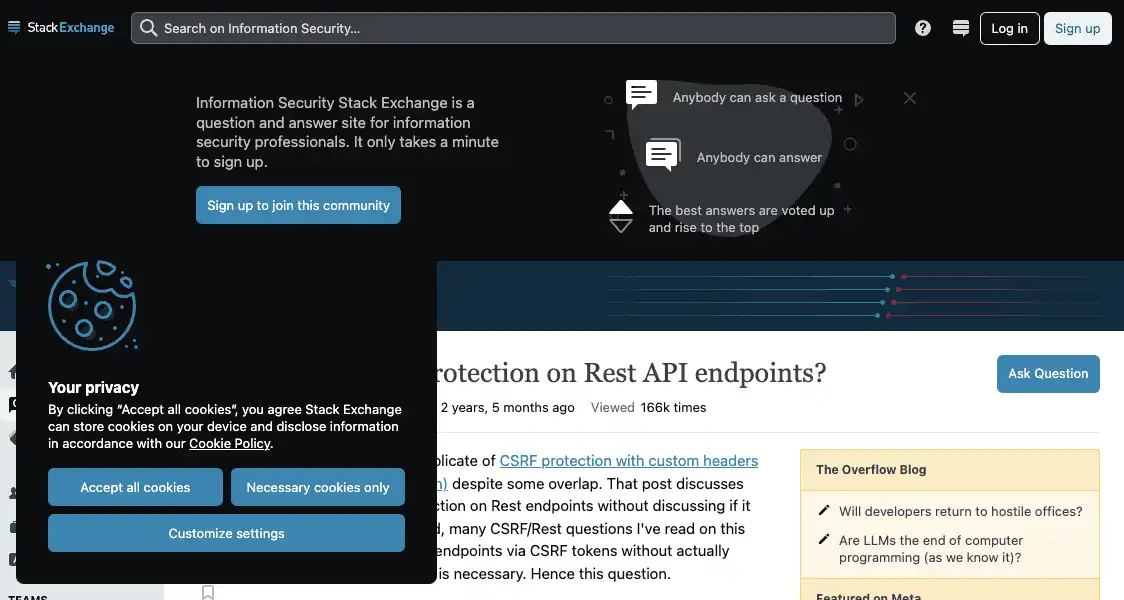 StackExchange
Search on Information Security...
Log in
Sign up
Information Security Stack Exchange is a
question and answer site for information
security professionals. It only takes a minute
to sign up.
Sign up to join this community
Anybody can ask a question
Anybody can answer
The best answers are voted up
and rise to the top
rotection on Rest API endpoints?
Ask Question
2 years, 5 months ago
Viewed 166k times
Your privacy
By clicking “Accept all cookies”, you agree Stack Exchange
can store cookies on your device and disclose information
in accordance with our Cookie Policy.
Accept all cookies
Necessary cookies only
Customize settings
plicate of CSRF protection with custom headers
n) despite some overlap. That post discusses
ction on Rest endpoints without discussing if it
d, many CSRF/Rest questions I've read on this
endpoints via CSRF tokens without actually
is necessary. Hence this question.
The Overflow Blog
Will developers return to hostile offices?
Are LLMs the end of computer
programming (as we know it)?
Featured on Meta
TEAMS